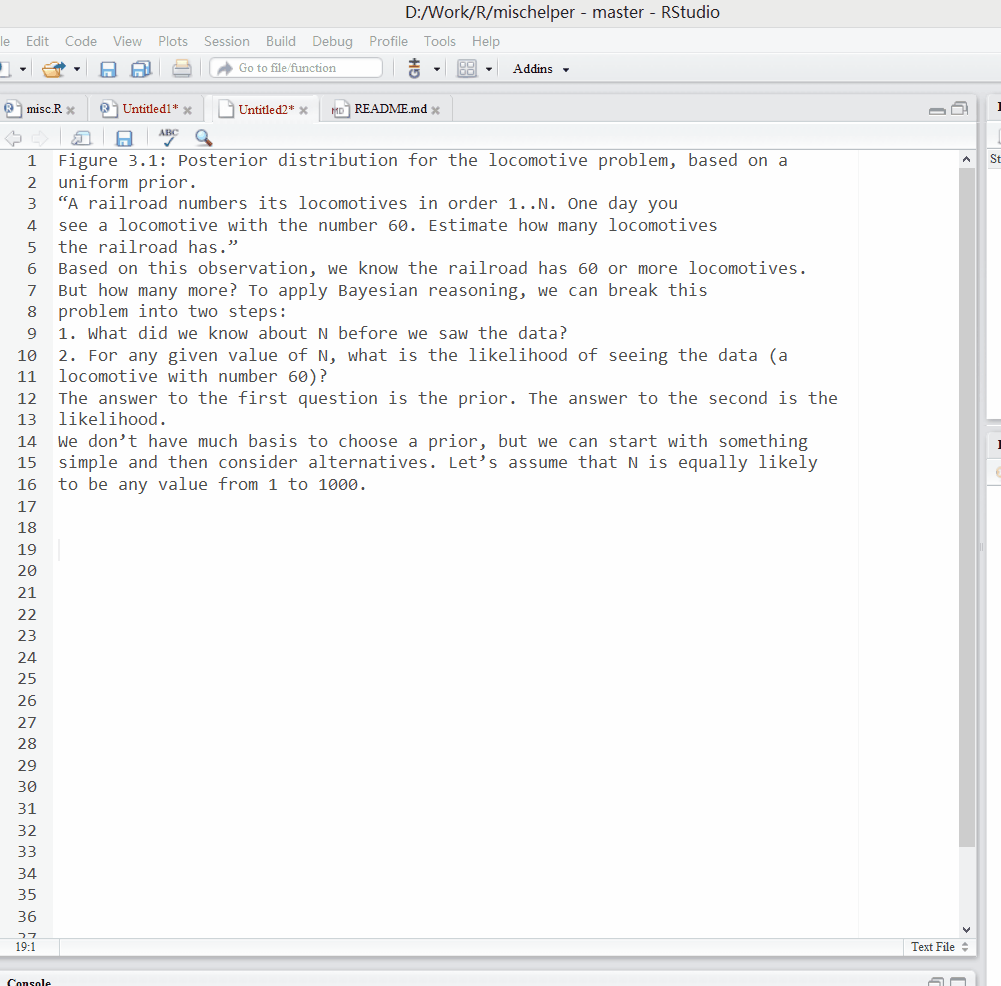 D:/Work/R/mischelper - master - RStudio
le Edit Code View Plots Session Build Debug Profile Tools Help
Go to file/function Addins
misc.R Untitled1* Untitled2* MD README.md
ABC
1 Figure 3.1: Posterior distribution for the locomotive problem, based on a
2 uniform prior.
3 “A railroad numbers its locomotives in order 1..N. One day you
4 see a locomotive with the number 60. Estimate how many locomotives
5 the railroad has.”
6 Based on this observation, we know the railroad has 60 or more locomotives.
7 But how many more? To apply Bayesian reasoning, we can break this
8 problem into two steps:
9 1. What did we know about N before we saw the data?
10 2. For any given value of N, what is the likelihood of seeing the data (a
11 locomotive with number 60)?
12 The answer to the first question is the prior. The answer to the second is the
13 likelihood.
14 We don’t have much basis to choose a prior, but we can start with something
15 simple and then consider alternatives. Let’s assume that N is equally likely
16 to be any value from 1 to 1000.
17
18
19
20
21
22
23
24
25
26
27
28
29
30
31
32
33
34
35
36
37
19:1 Text File
Console
St